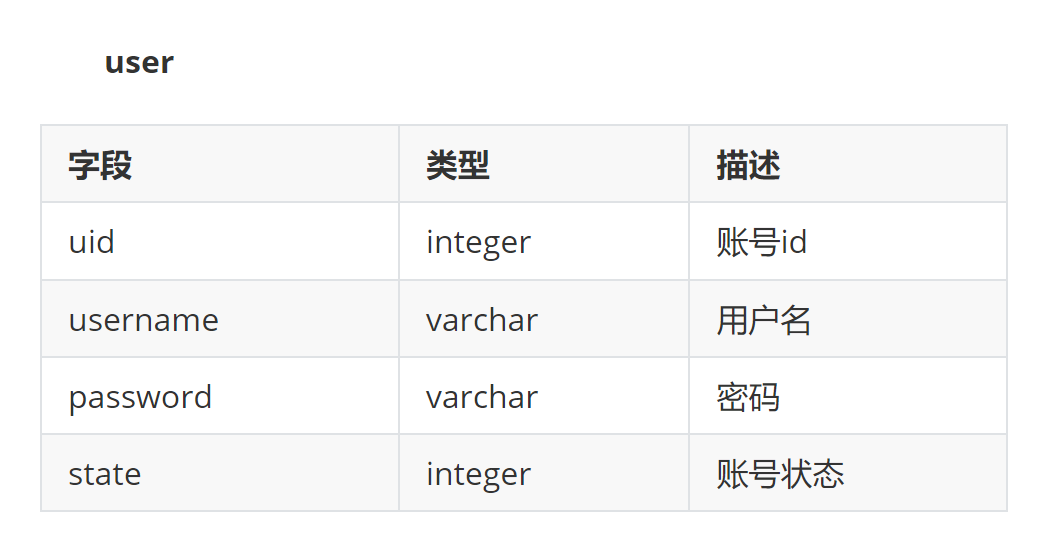 user
字段 类型 描述
uid integer 账号id
username varchar 用户名
password varchar 密码
state integer 账号状态